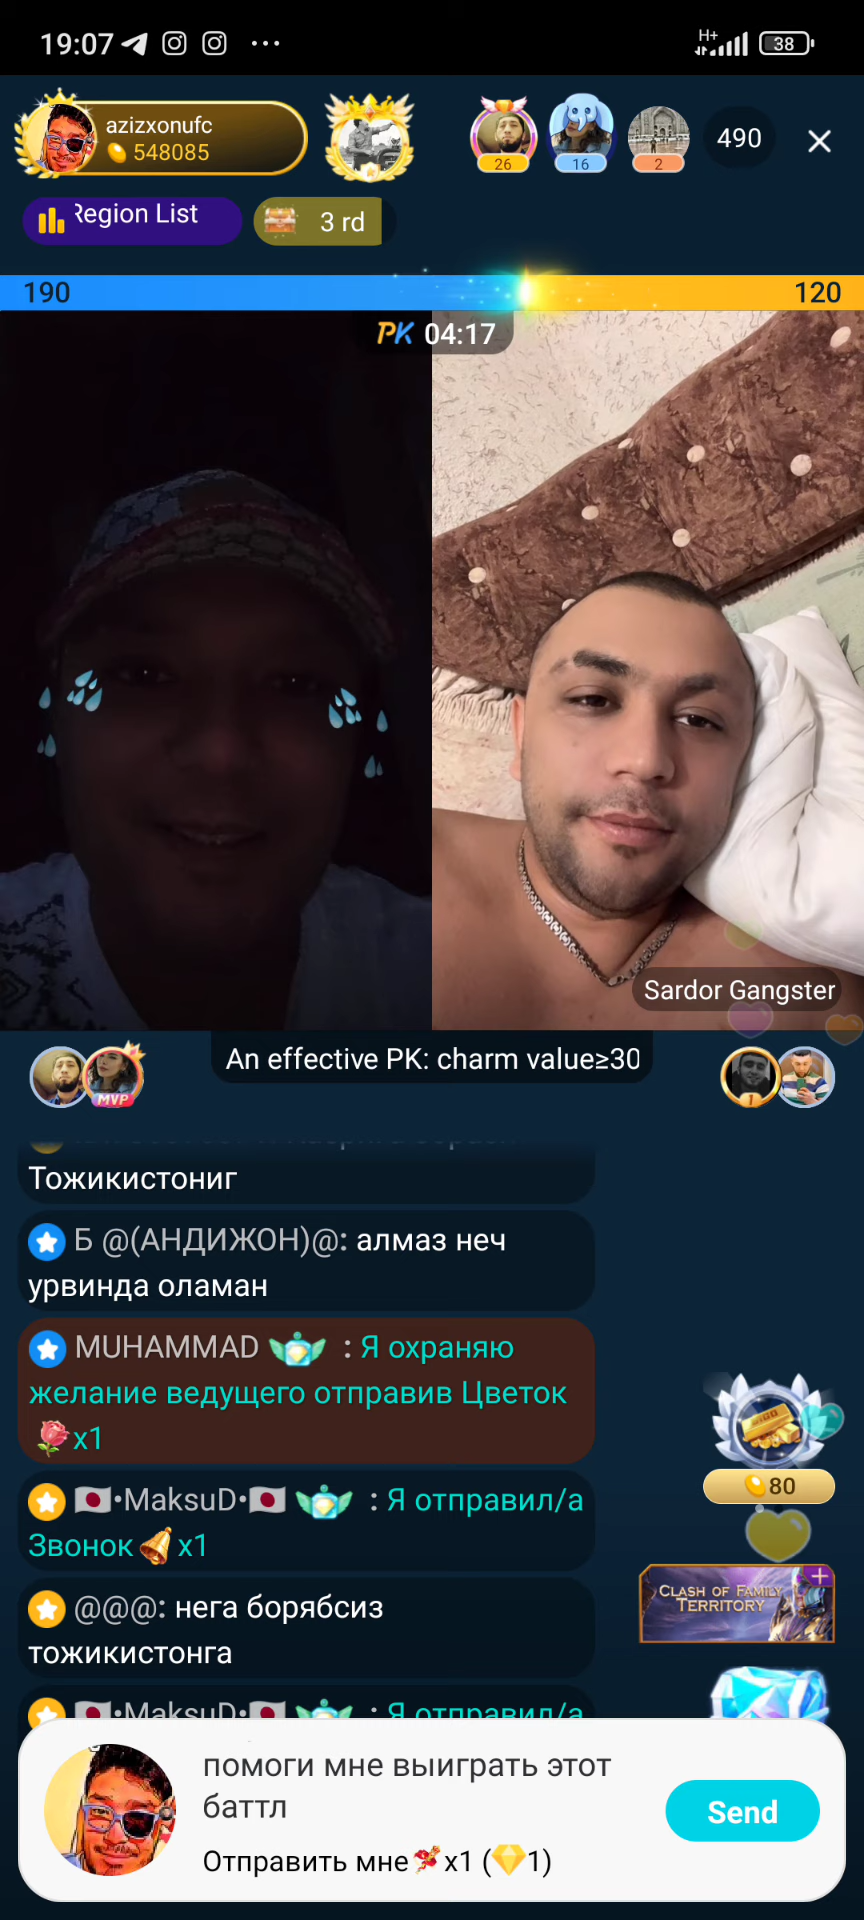 19:07
H+
38
azizxonufc
548085
26
16
2
490
Region List
3 rd
190
120
PK 04:17
Sardor Gangster
An effective PK: charm value≥30
MVP
1
Тожикистониг
Б @(АНДИЖОН)@: алмаз неч
урвинда оламан
MUHAMMAD : Я охраняю
желание ведущего отправив Цветок
x1
•MaksuD• : Я отправил/а
Звонок x1
80
@@@: нега борябсиз
тожикистонга
CLASH OF FAMILY
TERRITORY
•MaksuD• : Я отправил/а
помоги мне выиграть этот
баттл
Отправить мне x1 (1)
Send